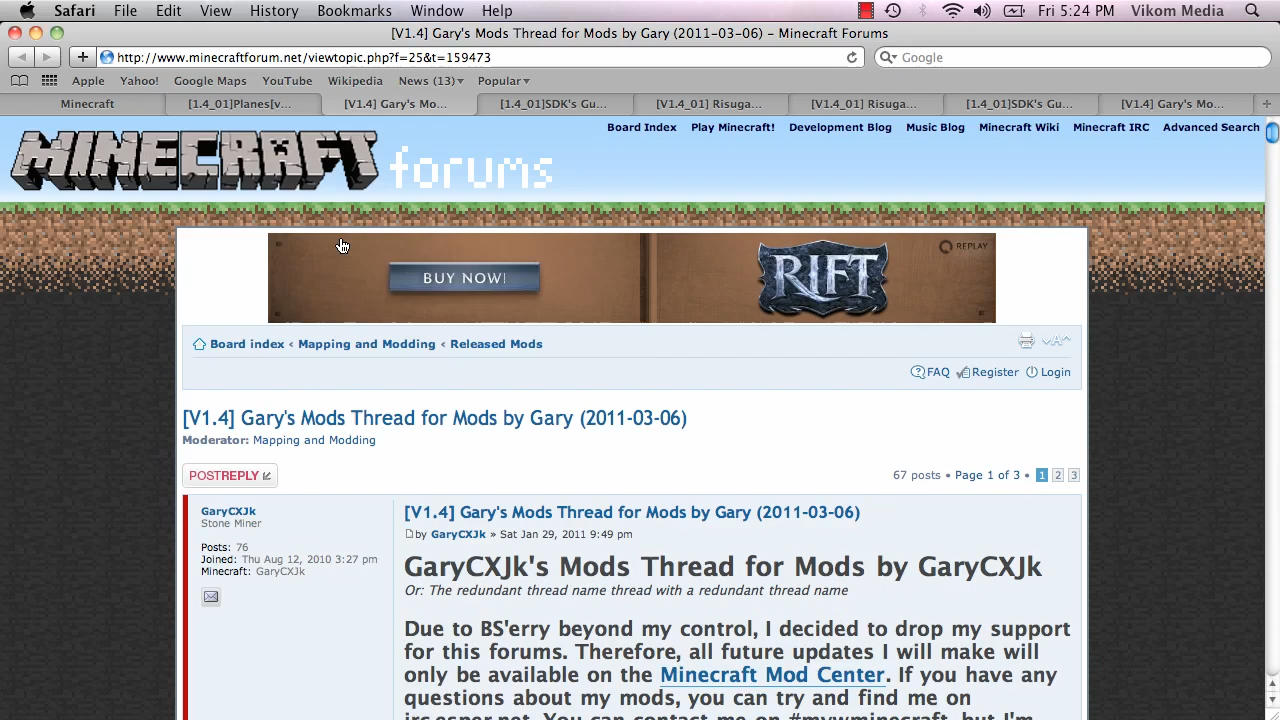 Safari File Edit View History Bookmarks Window Help Fri 5:24 PM Vikom Media
[V1.4] Gary's Mods Thread for Mods by Gary (2011-03-06) – Minecraft Forums
http://www.minecraftforum.net/viewtopic.php?f=25&t=159473 Google
Apple Yahoo! Google Maps YouTube Wikipedia News (13) Popular
Minecraft [1.4_01]Planes[v... [V1.4] Gary's Mo... [1.4_01]SDK's Gu... [V1.4_01] Risuga... [V1.4_01] Risuga... [1.4_01]SDK's Gu... [V1.4] Gary's Mo...
Board Index Play Minecraft! Development Blog Music Blog Minecraft Wiki Minecraft IRC Advanced Search
MINECRAFT forums
BUY NOW! RIFT REPLAY
Board index ‹ Mapping and Modding ‹ Released Mods
FAQ Register Login
[V1.4] Gary's Mods Thread for Mods by Gary (2011-03-06)
Moderator: Mapping and Modding
POSTREPLY 67 posts • Page 1 of 3 • 1 2 3
GaryCXJk
Stone Miner
Posts: 76
Joined: Thu Aug 12, 2010 3:27 pm
Minecraft: GaryCXJk
[V1.4] Gary's Mods Thread for Mods by Gary (2011-03-06)
by GaryCXJk » Sat Jan 29, 2011 9:49 pm
GaryCXJk's Mods Thread for Mods by GaryCXJk
Or: The redundant thread name thread with a redundant thread name
Due to BS'erry beyond my control, I decided to drop my support
for this forums. Therefore, all future updates I will make will
only be available on the Minecraft Mod Center. If you have any
questions about my mods, you can try and find me on
irc.esper.net. You can contact me on #mywminecraft, but I'm